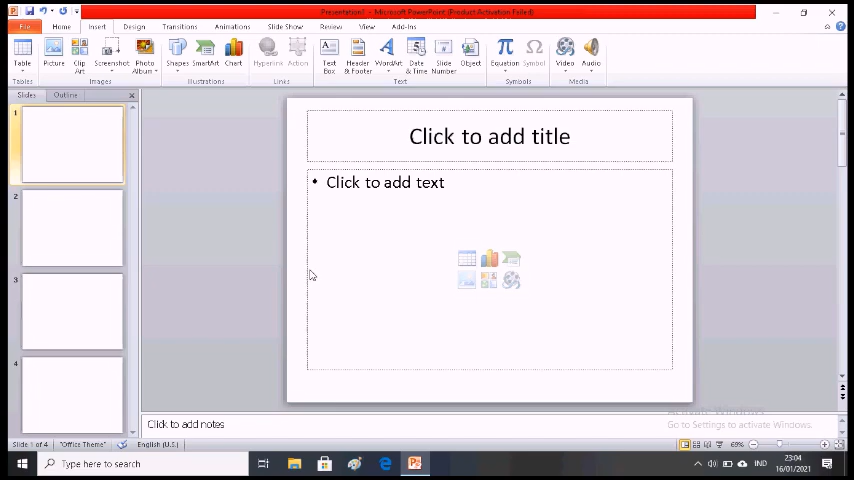 Presentation1 - Microsoft PowerPoint (Product Activation Failed)
File Home Insert Design Transitions Animations Slide Show Review View Add-Ins
Table Picture Clip Art Screenshot Photo Album Shapes SmartArt Chart Hyperlink Action Text Box Header & Footer WordArt Date & Time Slide Number Object Equation Symbol Video Audio
Tables Images Illustrations Links Text Symbols Media
Slides Outline
1
2
3
4
Click to add title
• Click to add text
Click to add notes
Activate Windows
Go to Settings to activate Windows.
Slide 1 of 4 "Office Theme" English (U.S.) 69%
Type here to search
IND
23:04
16/01/2021